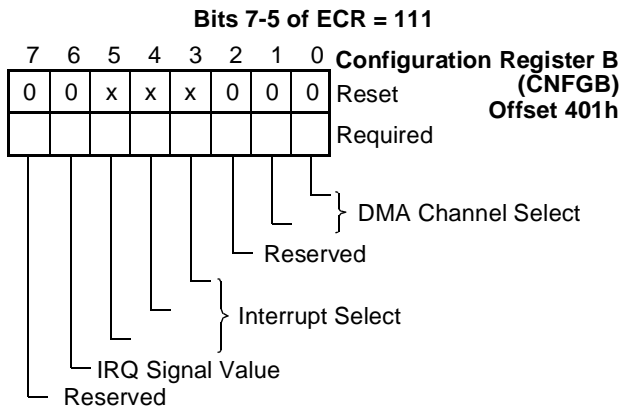 Bits 7-5 of ECR = 111
7 6 5 4 3 2 1 0 Configuration Register B
(CNFGB)
Offset 401h
0 0 x x x 0 0 0 Reset
Required
DMA Channel Select
Reserved
Interrupt Select
IRQ Signal Value
Reserved